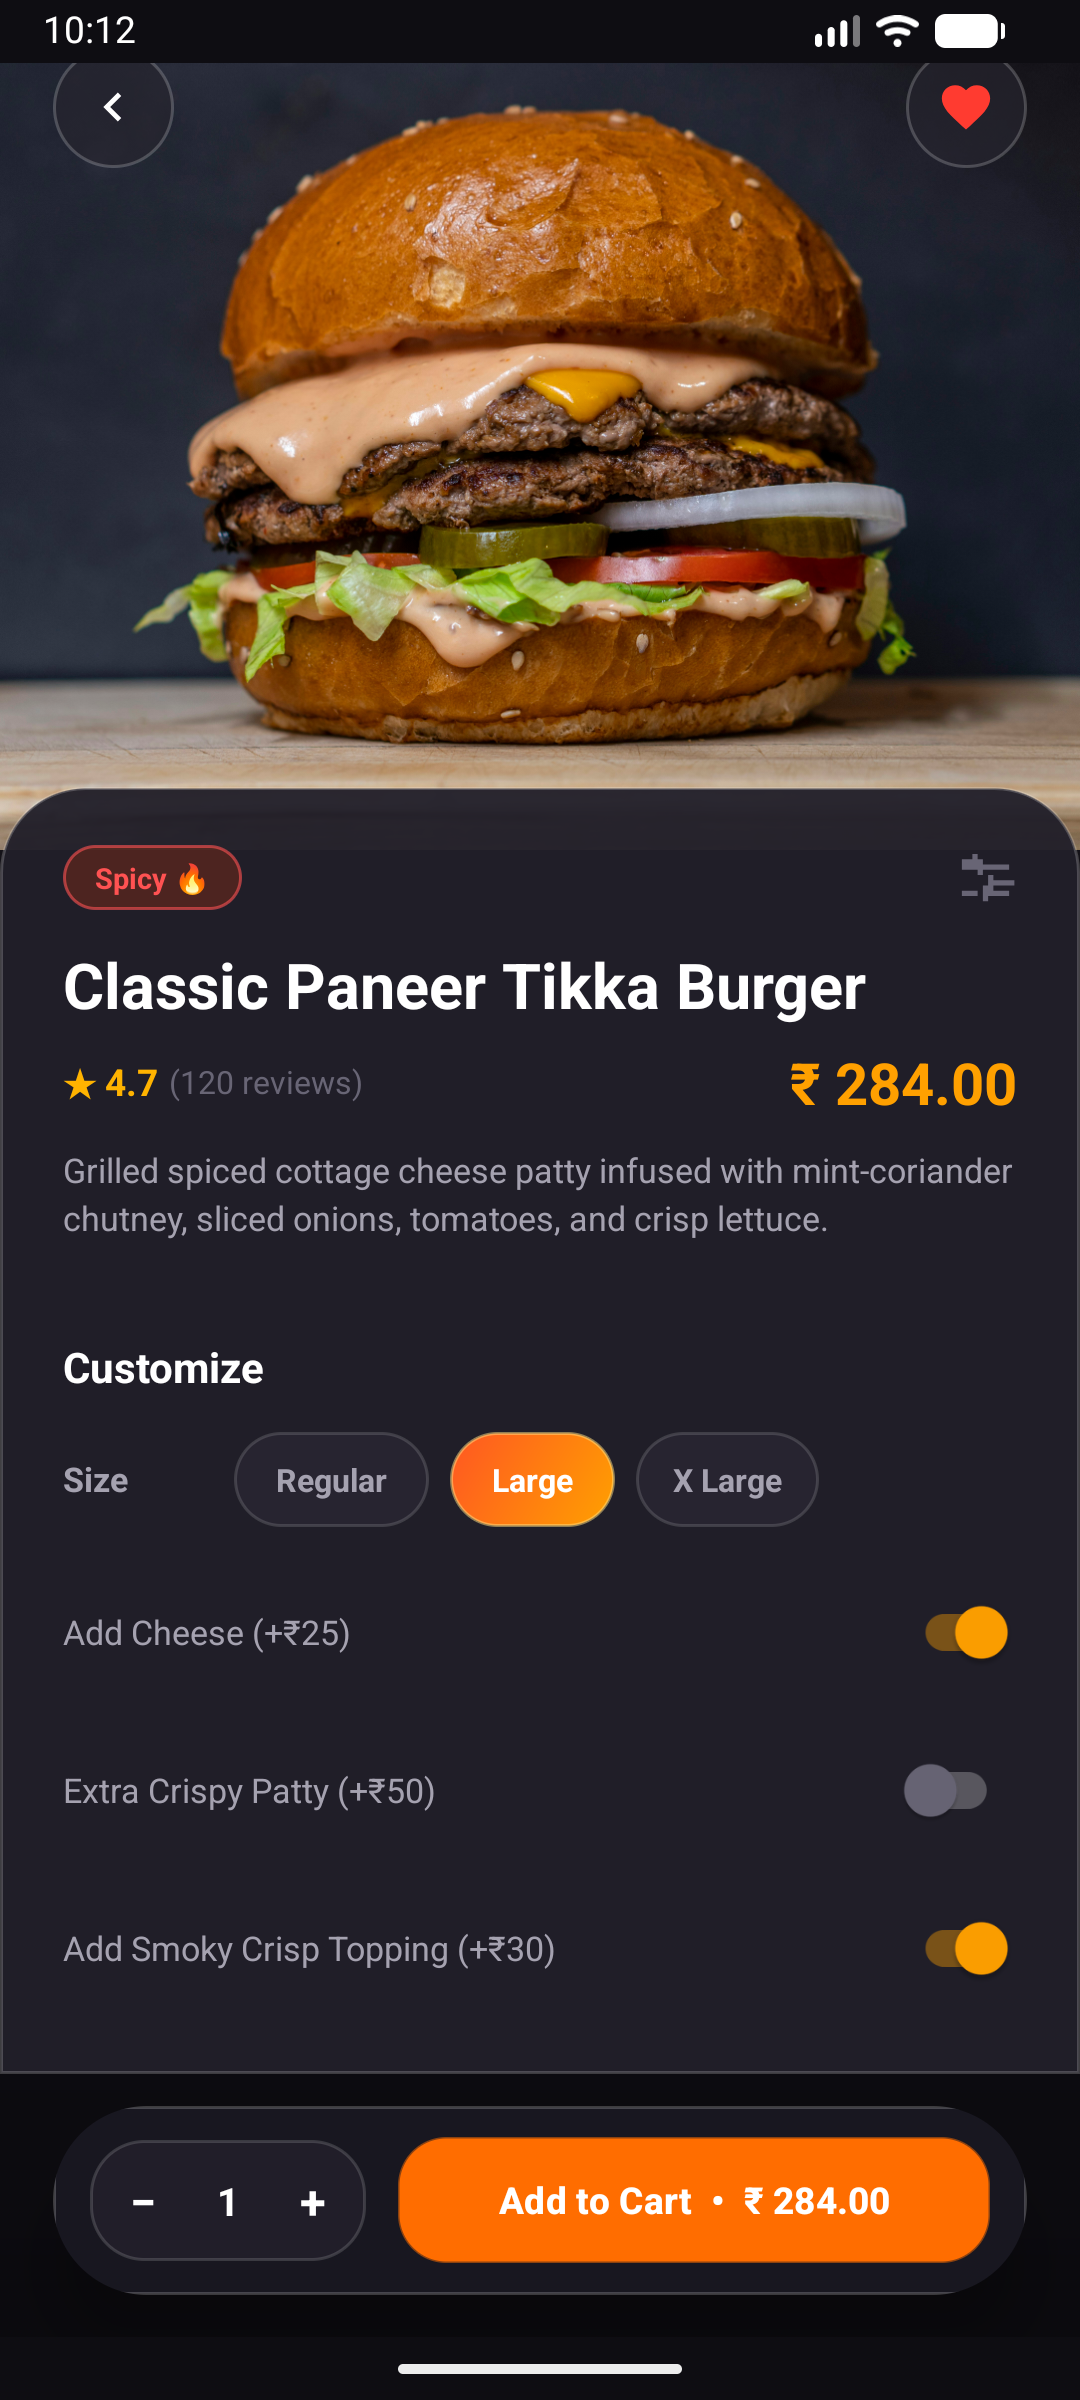 10:12
Spicy 🔥
Classic Paneer Tikka Burger
★ 4.7 (120 reviews)
₹ 284.00
Grilled spiced cottage cheese patty infused with mint-coriander
chutney, sliced onions, tomatoes, and crisp lettuce.
Customize
Size
Regular
Large
X Large
Add Cheese (+₹25)
Extra Crispy Patty (+₹50)
Add Smoky Crisp Topping (+₹30)
− 1 +
Add to Cart • ₹ 284.00